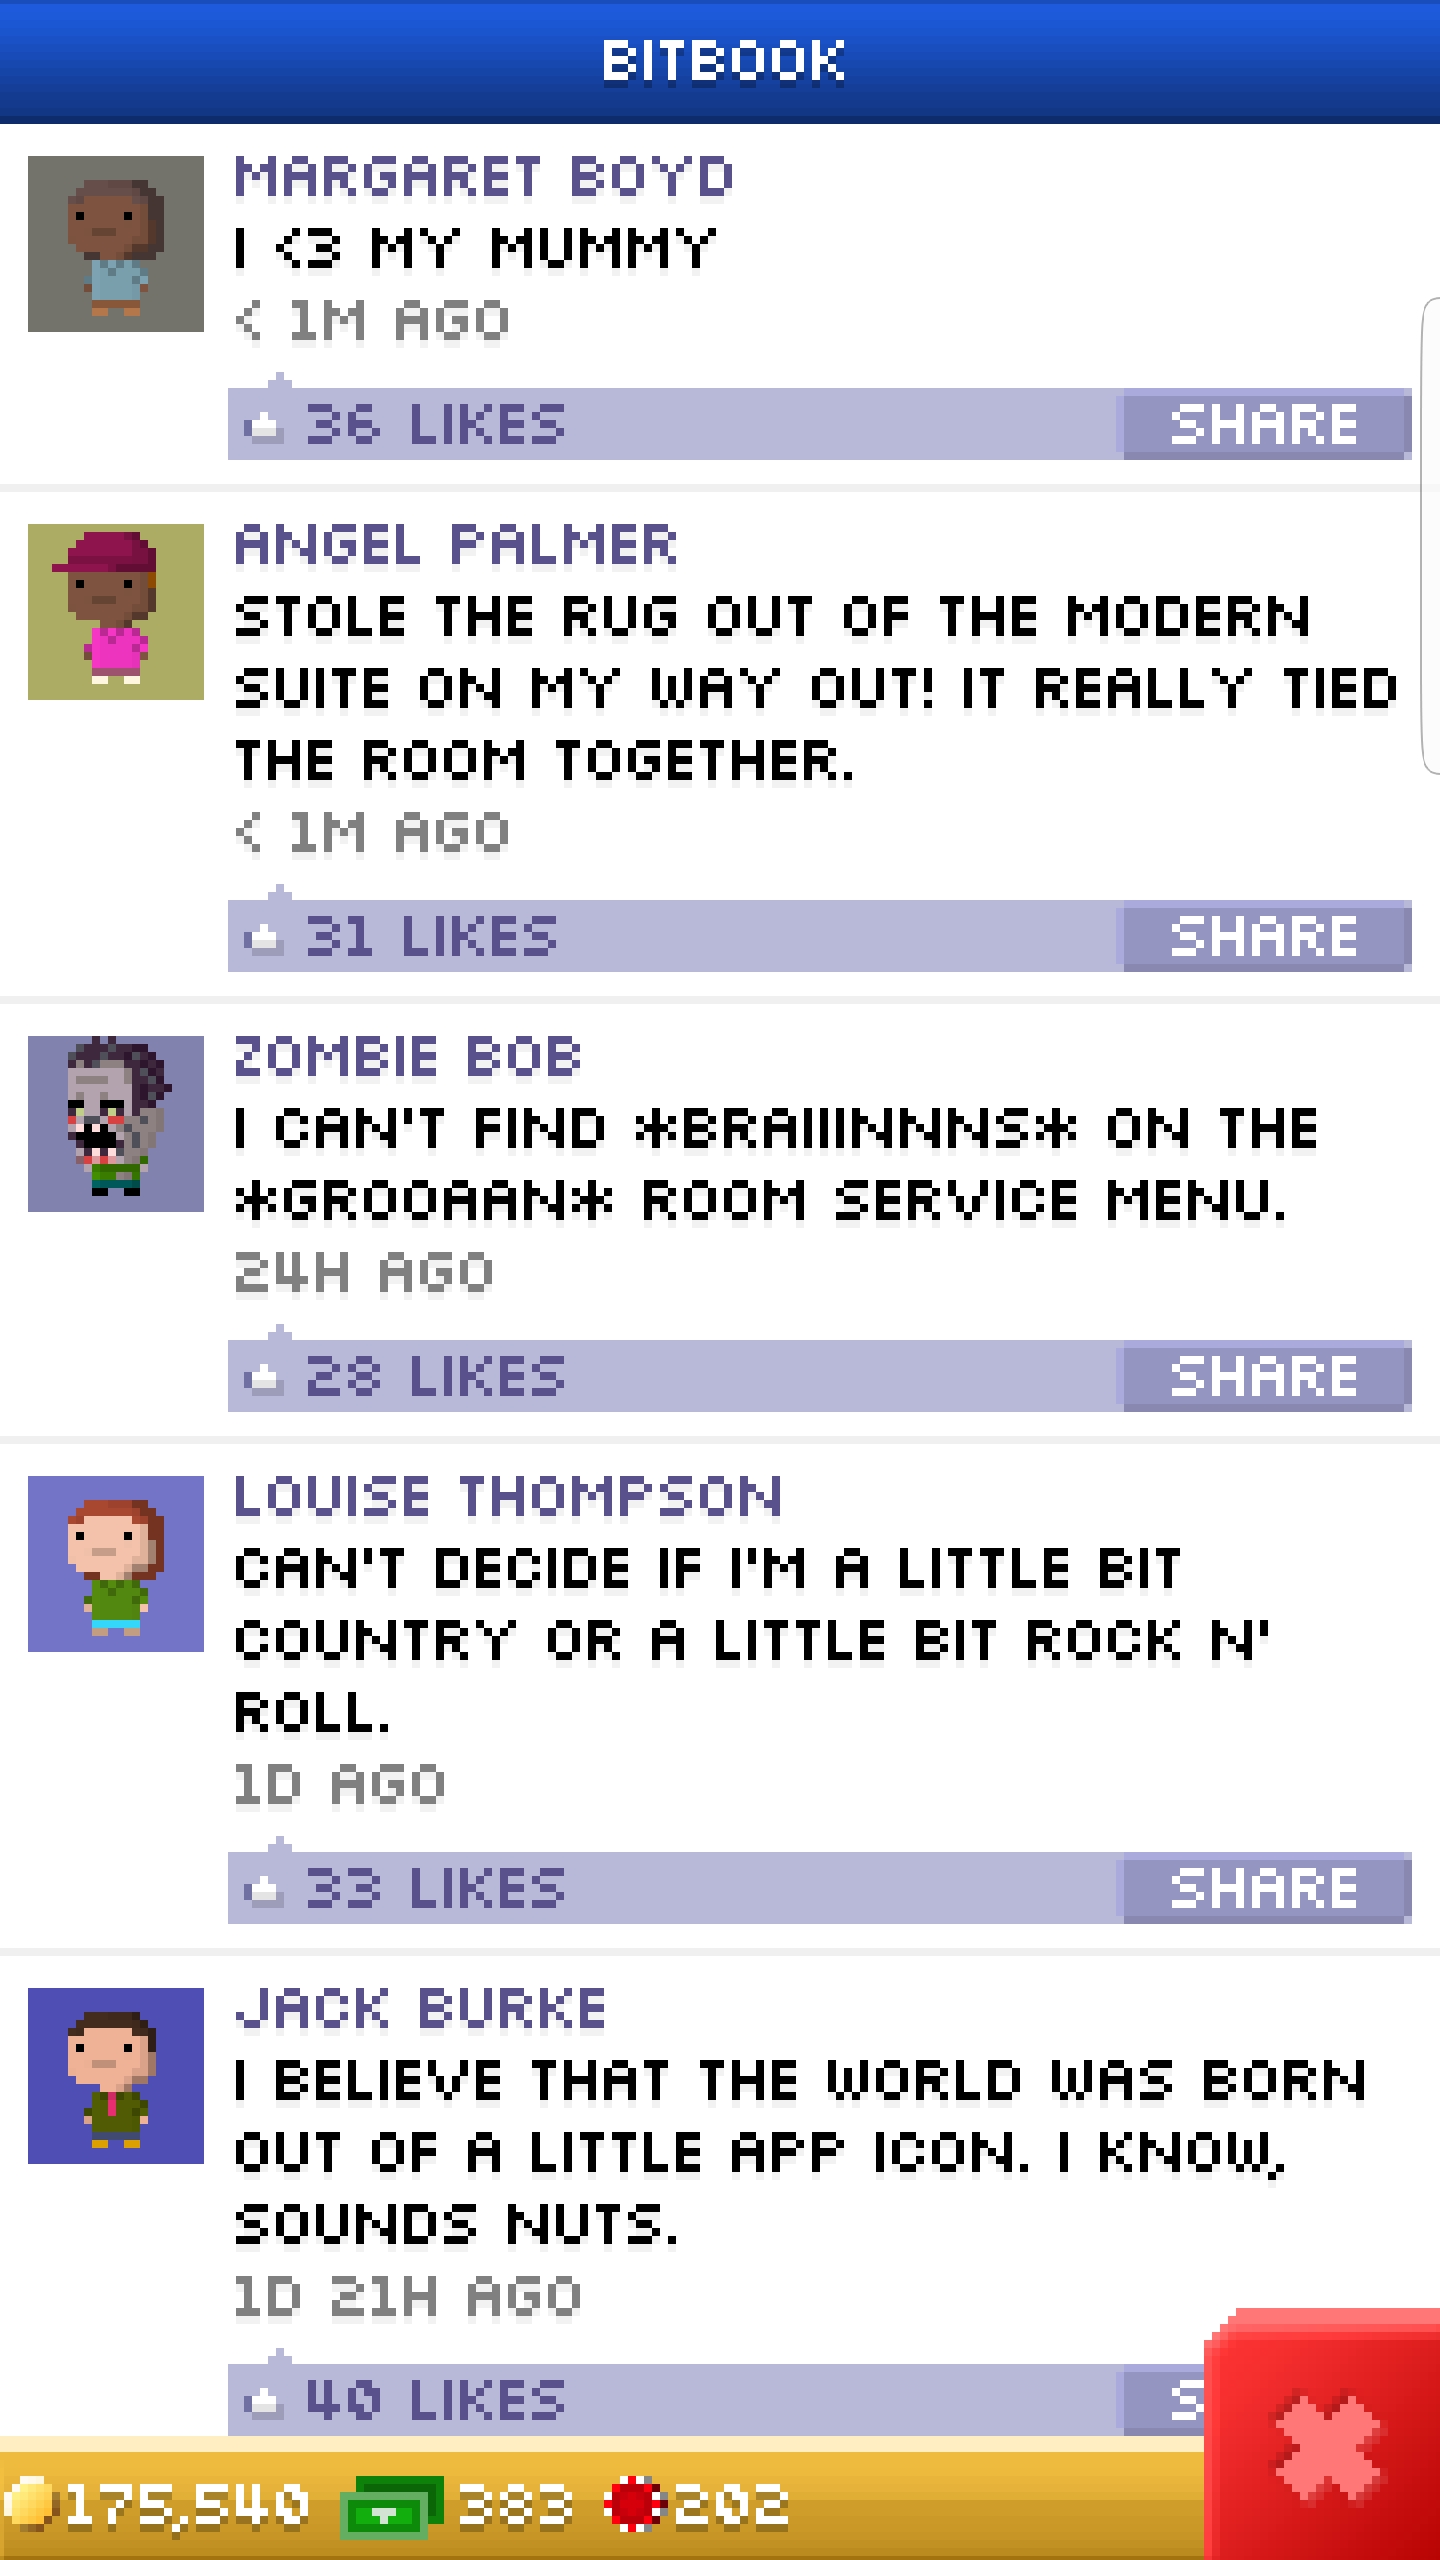 BITBOOK
MARGARET BOYD
I <3 MY MUMMY
< 1M AGO
36 LIKES
SHARE
ANGEL PALMER
STOLE THE RUG OUT OF THE MODERN
SUITE ON MY WAY OUT! IT REALLY TIED
THE ROOM TOGETHER.
< 1M AGO
31 LIKES
SHARE
ZOMBIE BOB
I CAN'T FIND *BRAIIINNNS* ON THE
*GROOAAN* ROOM SERVICE MENU.
24H AGO
28 LIKES
SHARE
LOUISE THOMPSON
CAN'T DECIDE IF I'M A LITTLE BIT
COUNTRY OR A LITTLE BIT ROCK N'
ROLL.
1D AGO
33 LIKES
SHARE
JACK BURKE
I BELIEVE THAT THE WORLD WAS BORN
OUT OF A LITTLE APP ICON. I KNOW,
SOUNDS NUTS.
1D 21H AGO
40 LIKES
175,540 383 202